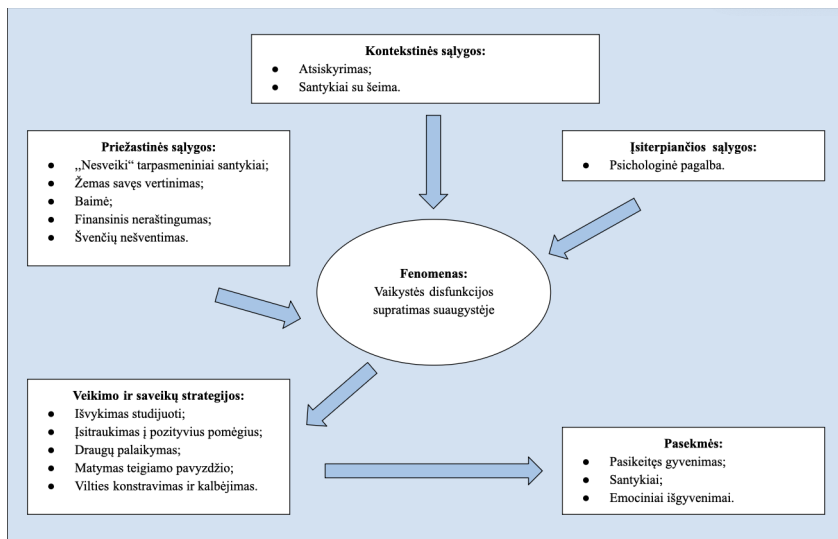 Kontekstinės sąlygos:
● Atsiskyrimas;
● Santykiai su šeima.
Priežastinės sąlygos:
● „Nesveiki“ tarpasmeniniai santykiai;
● Žemas savęs vertinimas;
● Baimė;
● Finansinis neraštingumas;
● Švenčių nešventimas.
Įsiterpiančios sąlygos:
● Psichologinė pagalba.
Fenomenas:
Vaikystės disfunkcijos
supratimas suaugystėje
Veikimo ir saveikų strategijos:
● Išvykimas studijuoti;
● Įsitraukimas į pozityvius pomėgius;
● Draugų palaikymas;
● Matymas teigiamo pavyzdžio;
● Vilties konstravimas ir kalbėjimas.
Pasekmės:
● Pasikeitęs gyvenimas;
● Santykiai;
● Emociniai išgyvenimai.